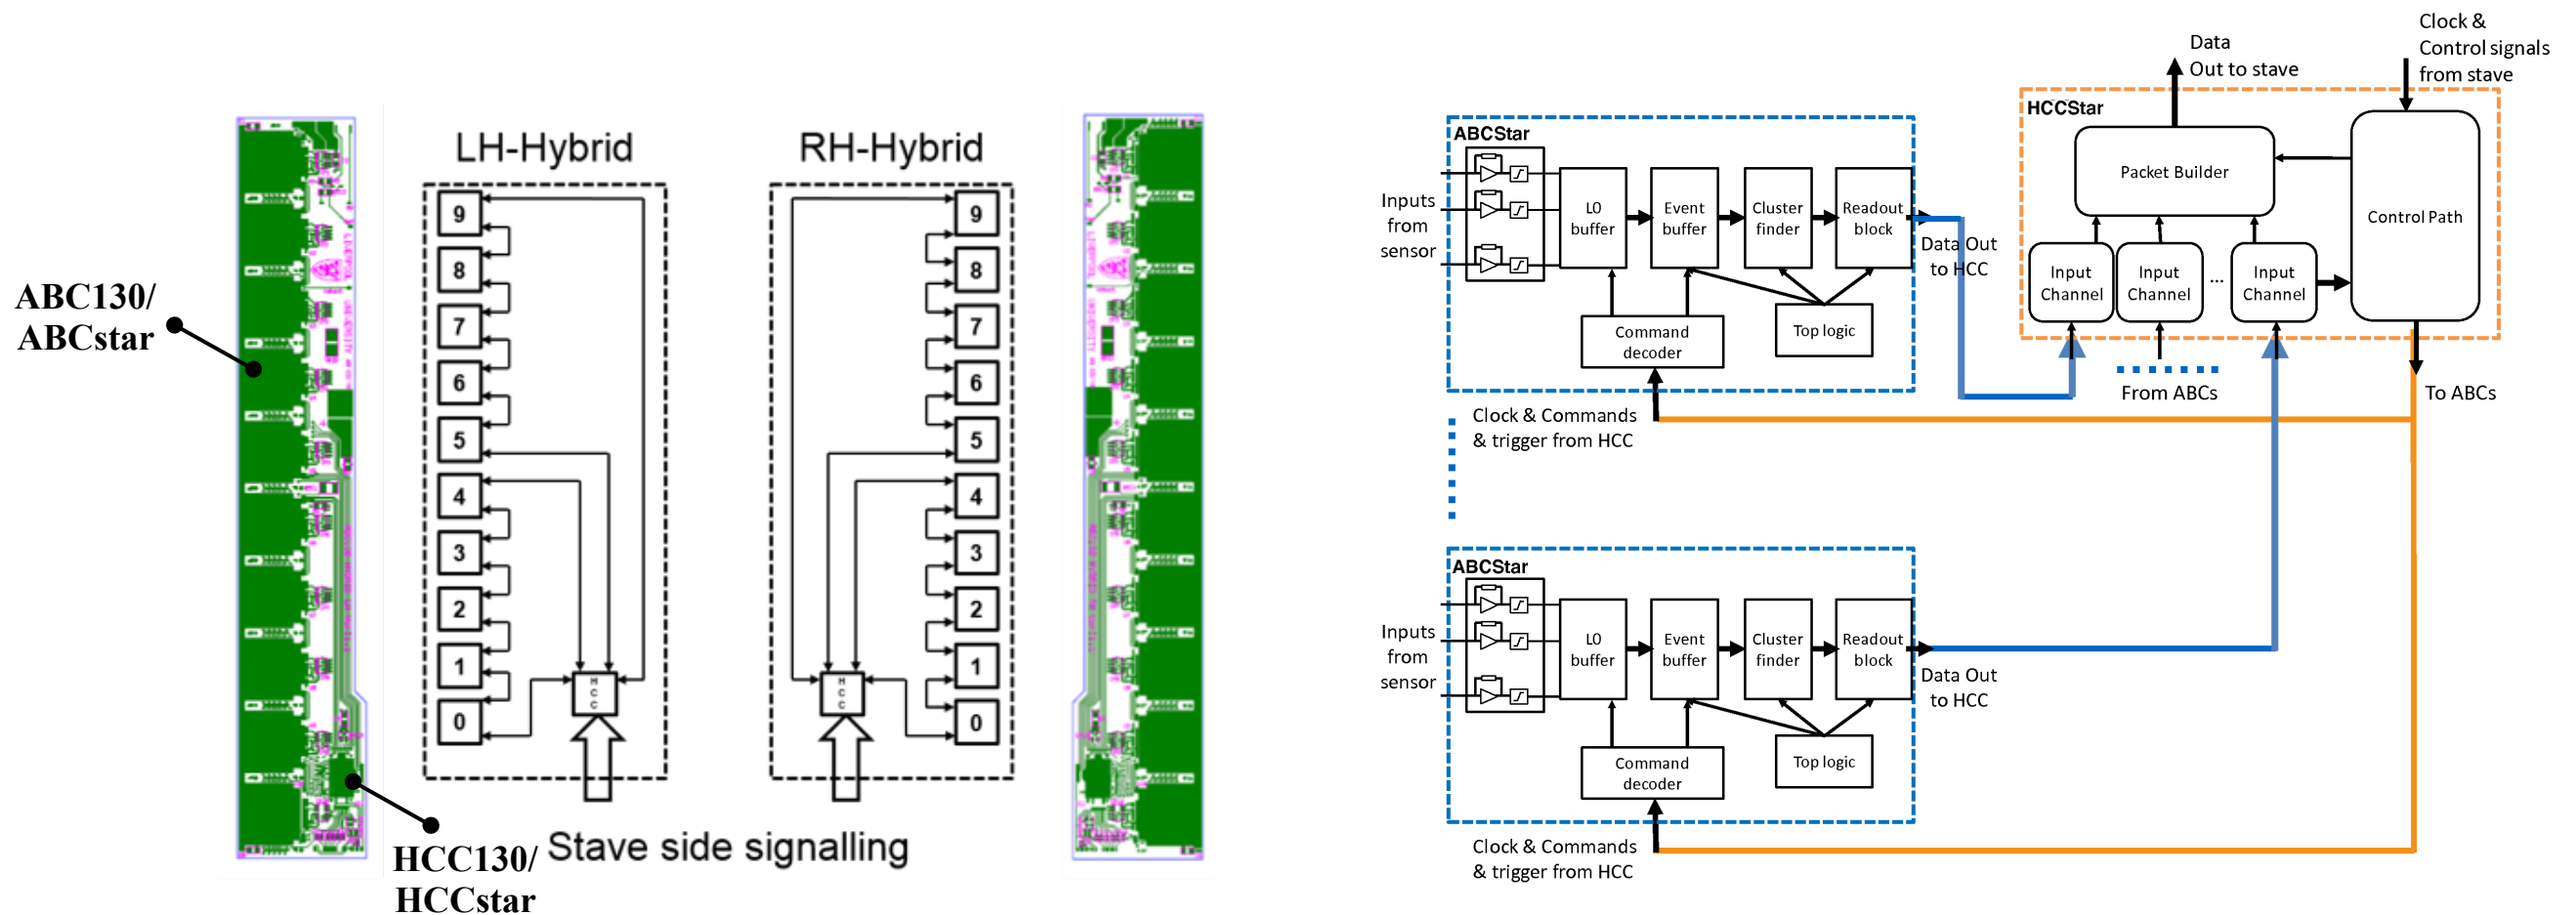 ABC130/
ABCstar
HCC130/
HCCstar
LH-Hybrid
9
8
7
6
5
4
3
2
1
0
H
C
C
RH-Hybrid
9
8
7
6
5
4
3
2
1
0
H
C
C
Stave side signalling
ABCStar
Inputs
from
sensor
L0
buffer
Event
buffer
Cluster
finder
Readout
block
Command
decoder
Top logic
Data Out
to HCC
Clock & Commands
& trigger from HCC
HCCStar
Data
Out to stave
Clock &
Control signals
from stave
Packet Builder
Control Path
Input
Channel
Input
Channel
...
Input
Channel
From ABCs
To ABCs
ABCStar
Inputs
from
sensor
L0
buffer
Event
buffer
Cluster
finder
Readout
block
Command
decoder
Top logic
Data Out
to HCC
Clock & Commands
& trigger from HCC